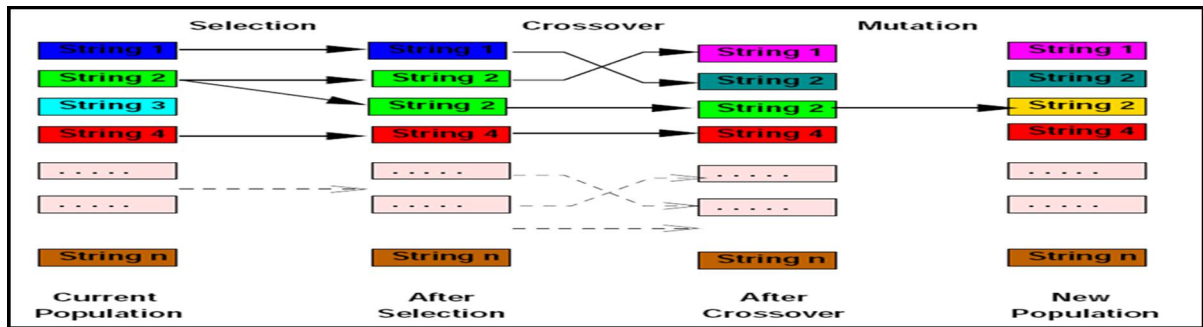 Selection Crossover Mutation
String 1 String 1 String 1 String 1
String 2 String 2 String 2 String 2
String 3 String 2 String 2 String 2
String 4 String 4 String 4 String 4
. . . . . . . . . . . . . . . . . . . .
. . . . . . . . . . . . . . . . . . . .
String n String n String n String n
Current After After New
Population Selection Crossover Population